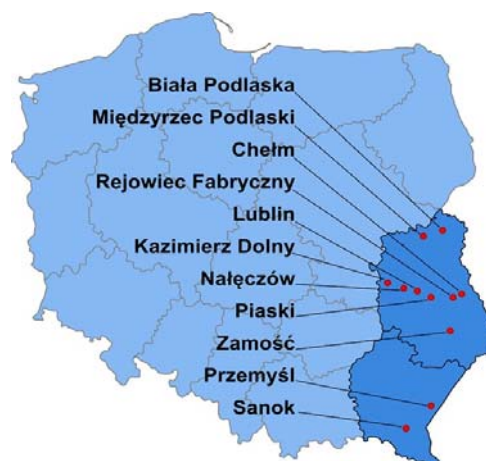 Biała Podlaska
Międzyrzec Podlaski
Chełm
Rejowiec Fabryczny
Lublin
Kazimierz Dolny
Nałęczów
Piaski
Zamość
Przemyśl
Sanok